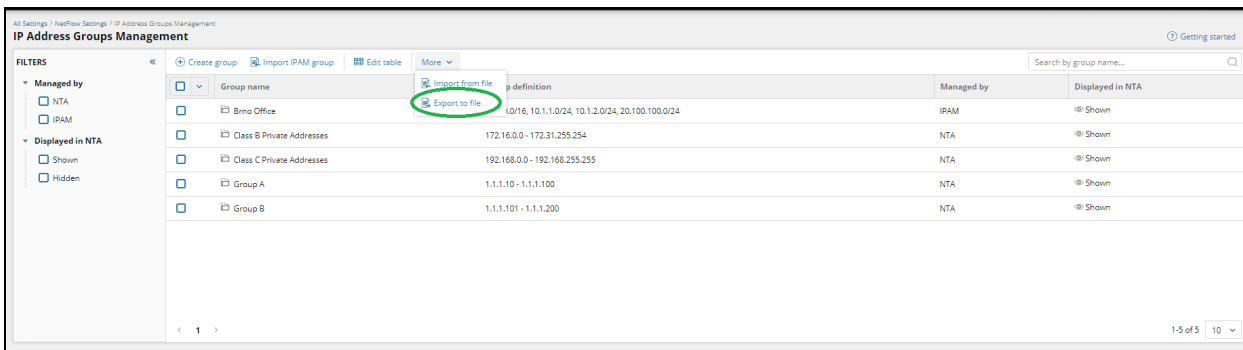 All Settings > NetFlow Settings > IP Address Groups Management
IP Address Groups Management
Getting started
FILTERS
Managed by
NTA
IPAM
Displayed in NTA
Shown
Hidden
Create group Import IPAM group Edit table More Search by group name...
Import from file
Export to file
Group name definition Managed by Displayed in NTA
Brno Office .0/16, 10.1.1.0/24, 10.1.2.0/24, 20.100.100.0/24 IPAM Shown
Class B Private Addresses 172.16.0.0 - 172.31.255.254 NTA Shown
Class C Private Addresses 192.168.0.0 - 192.168.255.255 NTA Shown
Group A 1.1.1.10 - 1.1.1.100 NTA Shown
Group B 1.1.1.101 - 1.1.1.200 NTA Shown
< 1 > 1-5 of 5 10